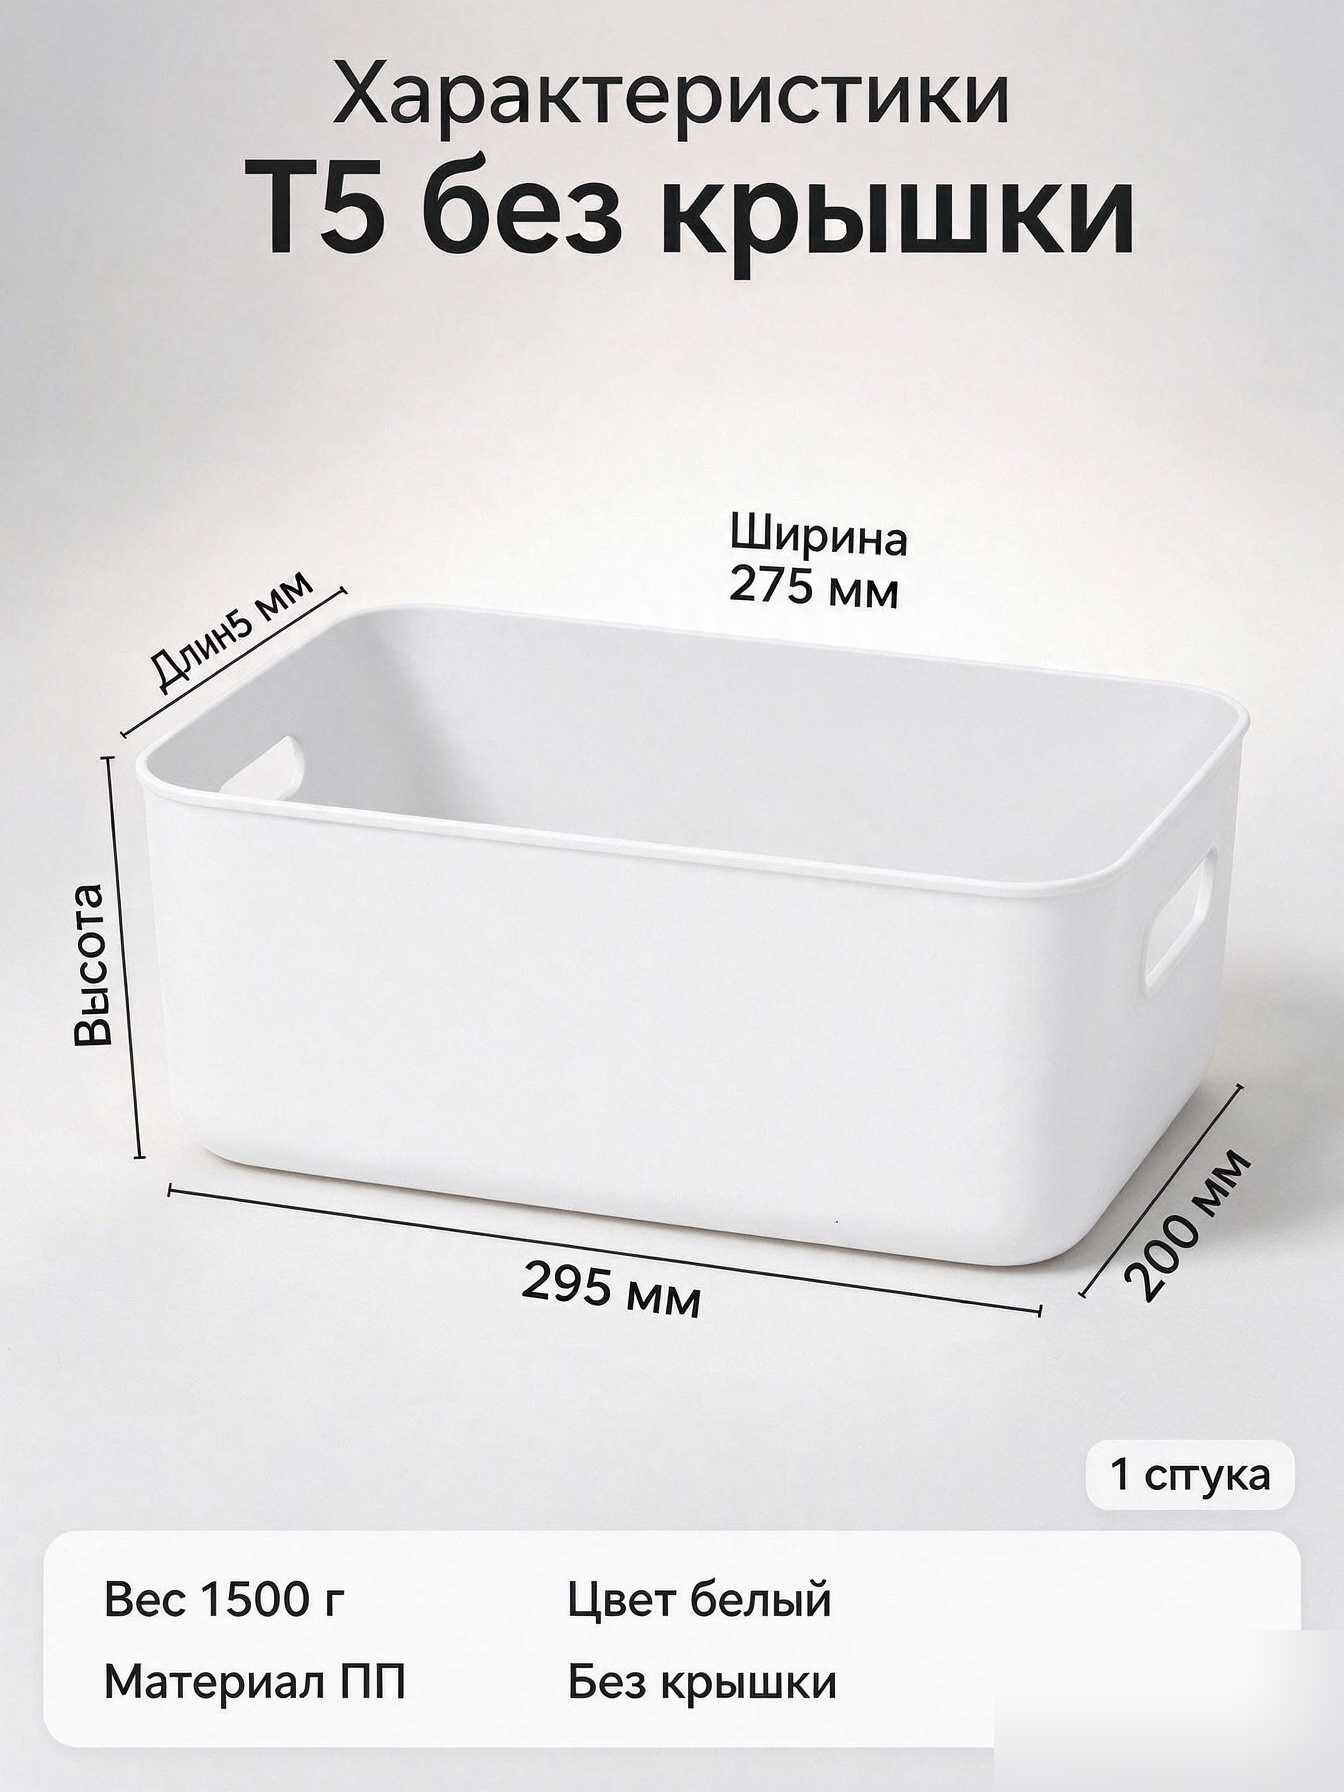 Характеристики
Т5 без крышки
Ширина
275 мм
Длин5 мм
Высота
295 мм
200 мм
1 штука
Вес 1500 г
Цвет белый
Материал ПП
Без крышки